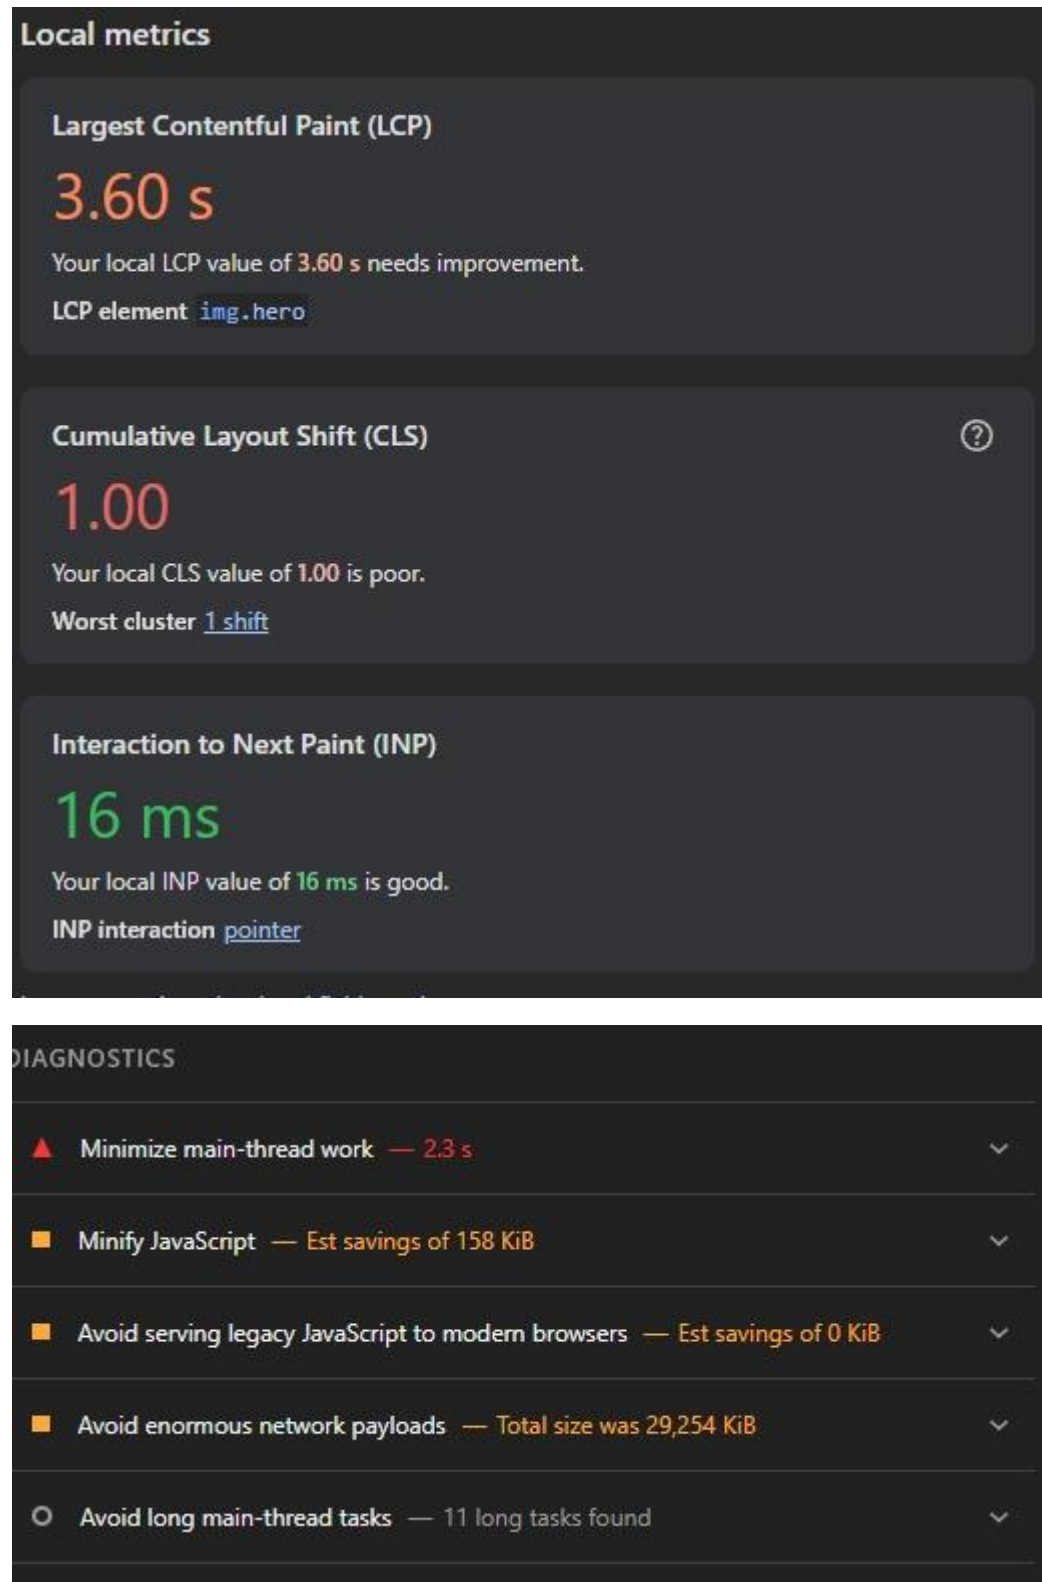 Local metrics
Largest Contentful Paint (LCP)
3.60 s
Your local LCP value of 3.60 s needs improvement.
LCP element img.hero
Cumulative Layout Shift (CLS)
1.00
Your local CLS value of 1.00 is poor.
Worst cluster 1 shift
Interaction to Next Paint (INP)
16 ms
Your local INP value of 16 ms is good.
INP interaction pointer
DIAGNOSTICS
Minimize main-thread work — 2.3 s
Minify JavaScript — Est savings of 158 KiB
Avoid serving legacy JavaScript to modern browsers — Est savings of 0 KiB
Avoid enormous network payloads — Total size was 29,254 KiB
Avoid long main-thread tasks — 11 long tasks found